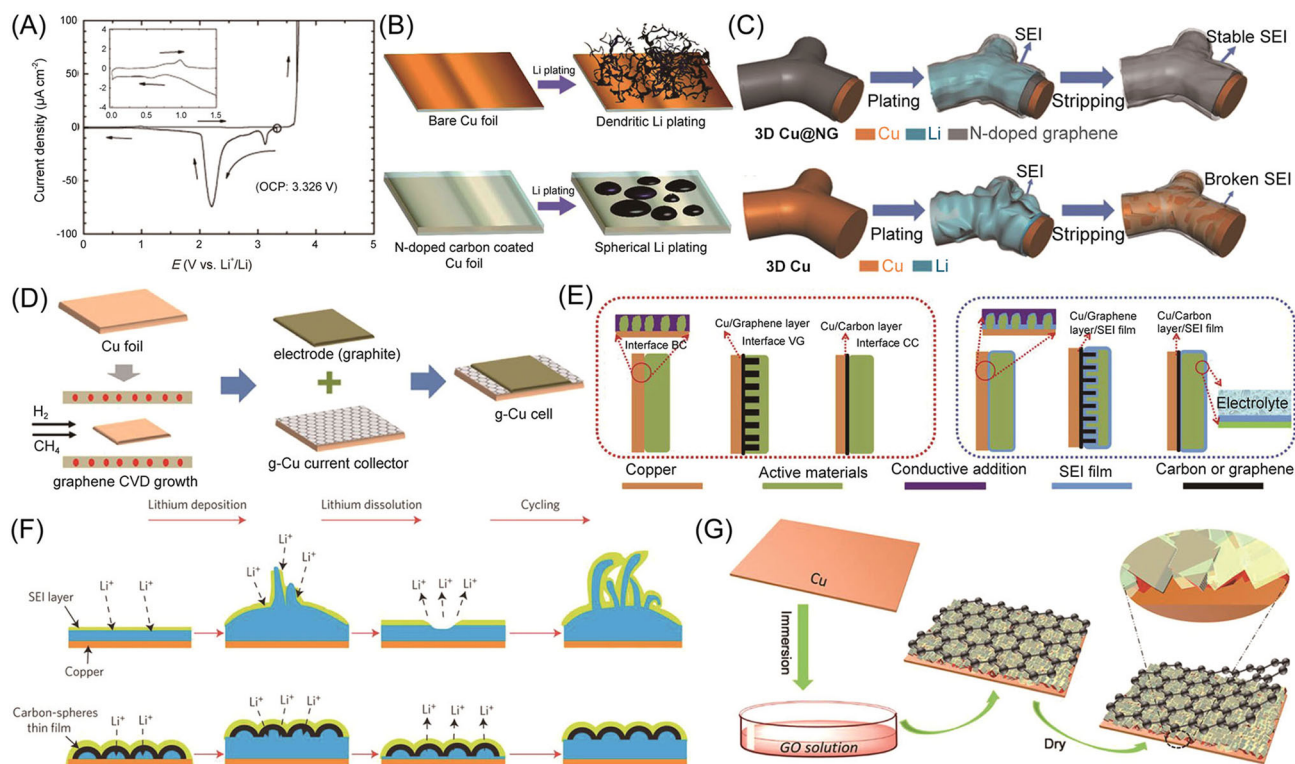 (A)
100
50
0
-50
-100
Current density (μA cm⁻²)
4
2
0
-2
-4
0.0
0.5
1.0
1.5
(OCP: 3.326 V)
0
1
2
3
4
5
E (V vs. Li⁺/Li)
(B)
Bare Cu foil
Li plating
Dendritic Li plating
N-doped carbon coated
Cu foil
Li plating
Spherical Li plating
(C)
SEI
Stable SEI
Plating
Stripping
3D Cu@NG
Cu
Li
N-doped graphene
SEI
Broken SEI
Plating
Stripping
3D Cu
Cu
Li
(D)
Cu foil
H₂
CH₄
graphene CVD growth
electrode (graphite)
g-Cu current collector
g-Cu cell
(E)
Interface BC
Cu/Graphene layer
Interface VG
Cu/Carbon layer
Interface CC
Cu/Graphene
layer/SEI film
Cu/Carbon
layer/SEI film
Electrolyte
Copper
Active materials
Conductive addition
SEI film
Carbon or graphene
(F)
Lithium deposition
Lithium dissolution
Cycling
SEI layer
Li⁺
Li⁺
Copper
Li⁺
Li⁺
Li⁺
Li⁺ Li⁺ Li⁺
Carbon-spheres
thin film
Li⁺
Li⁺
Li⁺
Li⁺
Li⁺ Li⁺ Li⁺
(G)
Cu
Immersion
GO solution
Dry